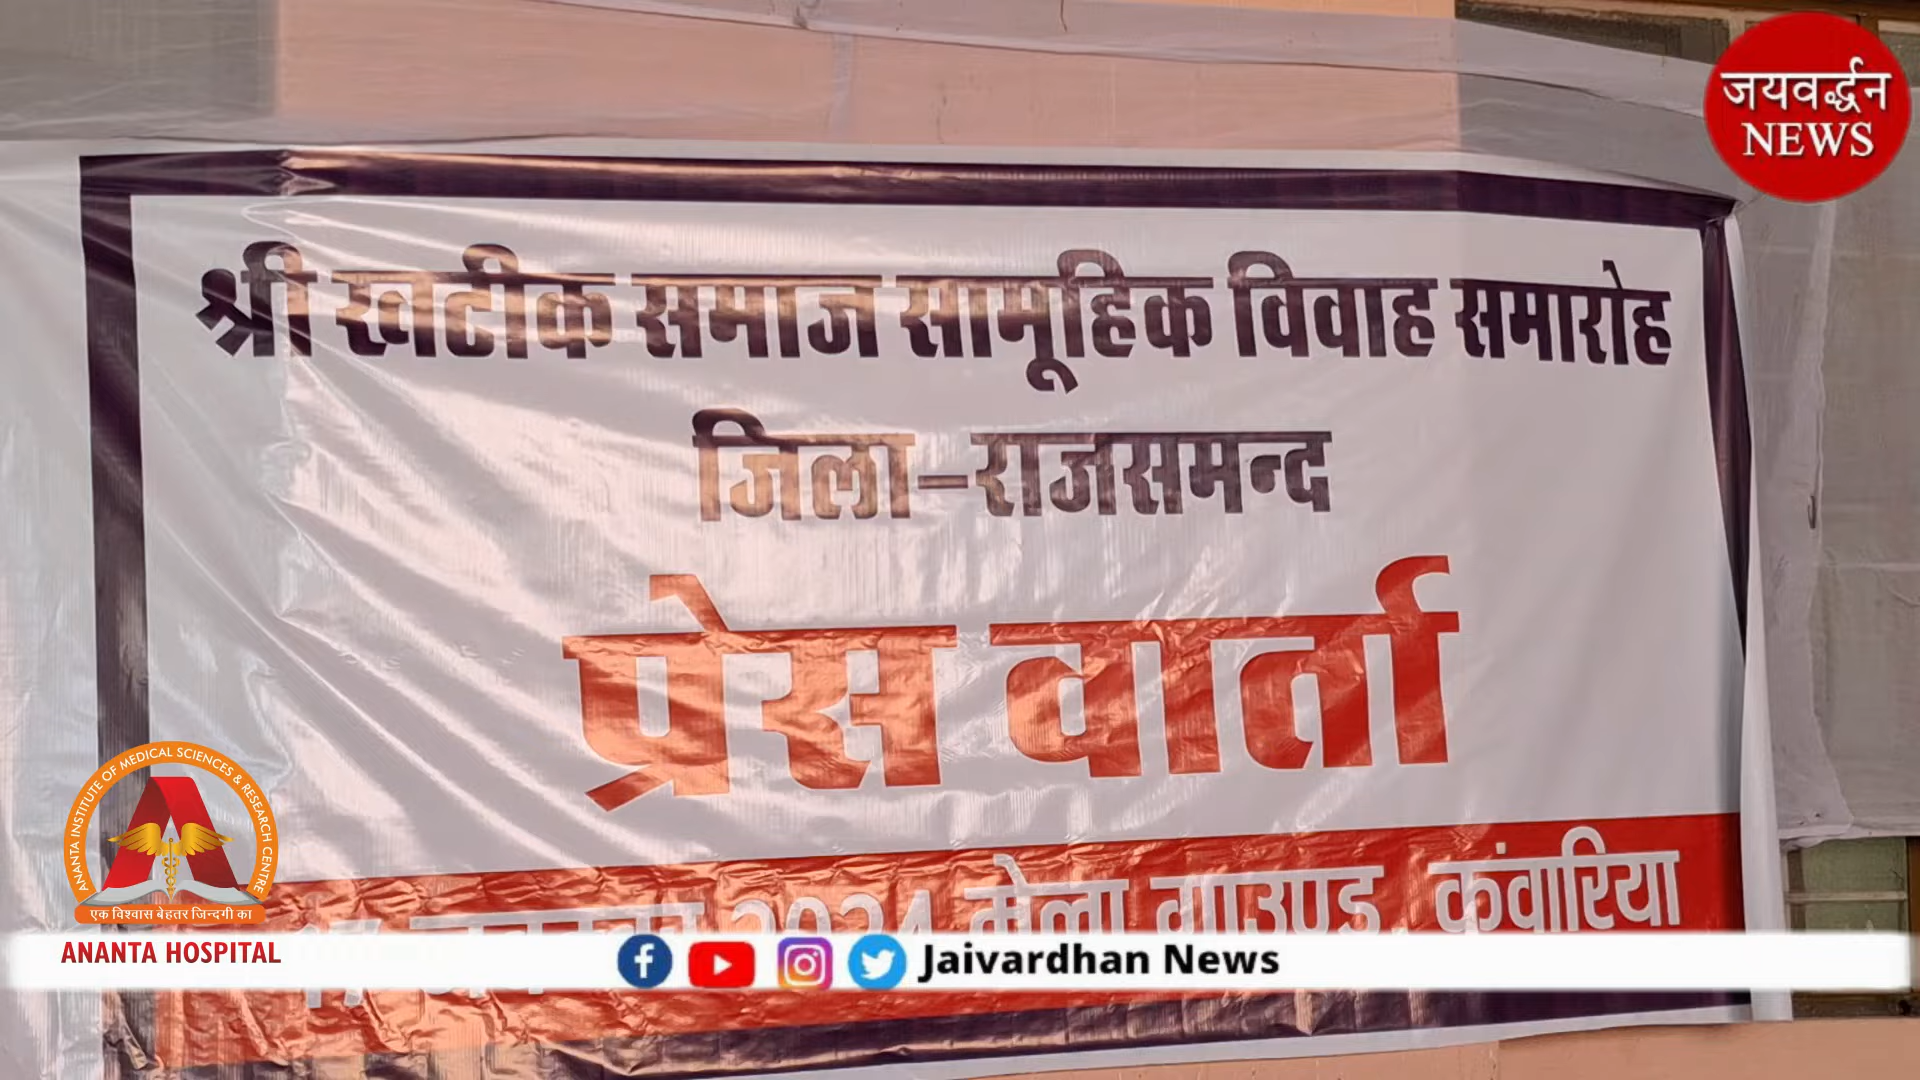 जयवर्द्धन
NEWS
श्री खटीक समाज सामूहिक विवाह समारोह
जिला-राजसमन्द
प्रेस वार्ता
2024 मेला ग्राउण्ड, कंवारिया
ANANTA INSTITUTE OF MEDICAL SCIENCES & RESEARCH CENTRE
एक विश्वास बेहतर जिन्दगी का
ANANTA HOSPITAL
Jaivardhan News